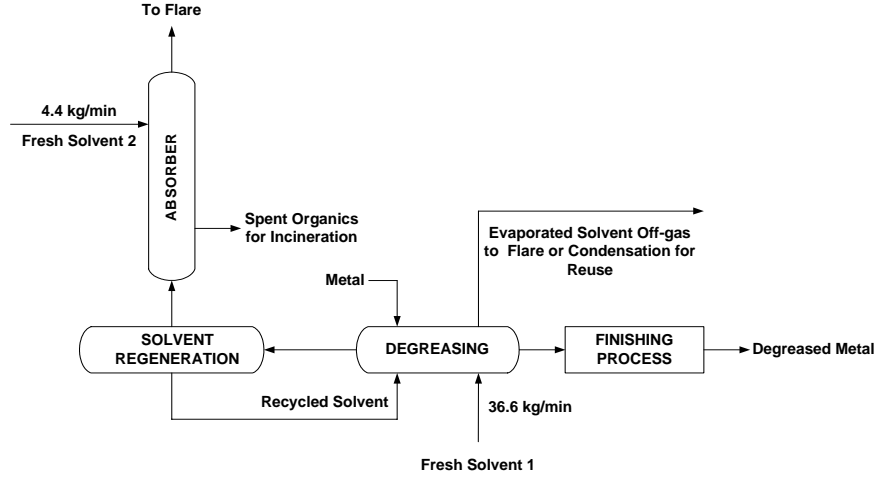 To Flare
4.4 kg/min
Fresh Solvent 2
ABSORBER
Spent Organics
for Incineration
Evaporated Solvent Off-gas
to Flare or Condensation for
Reuse
Metal
SOLVENT
REGENERATION
DEGREASING
FINISHING
PROCESS
Degreased Metal
Recycled Solvent
36.6 kg/min
Fresh Solvent 1